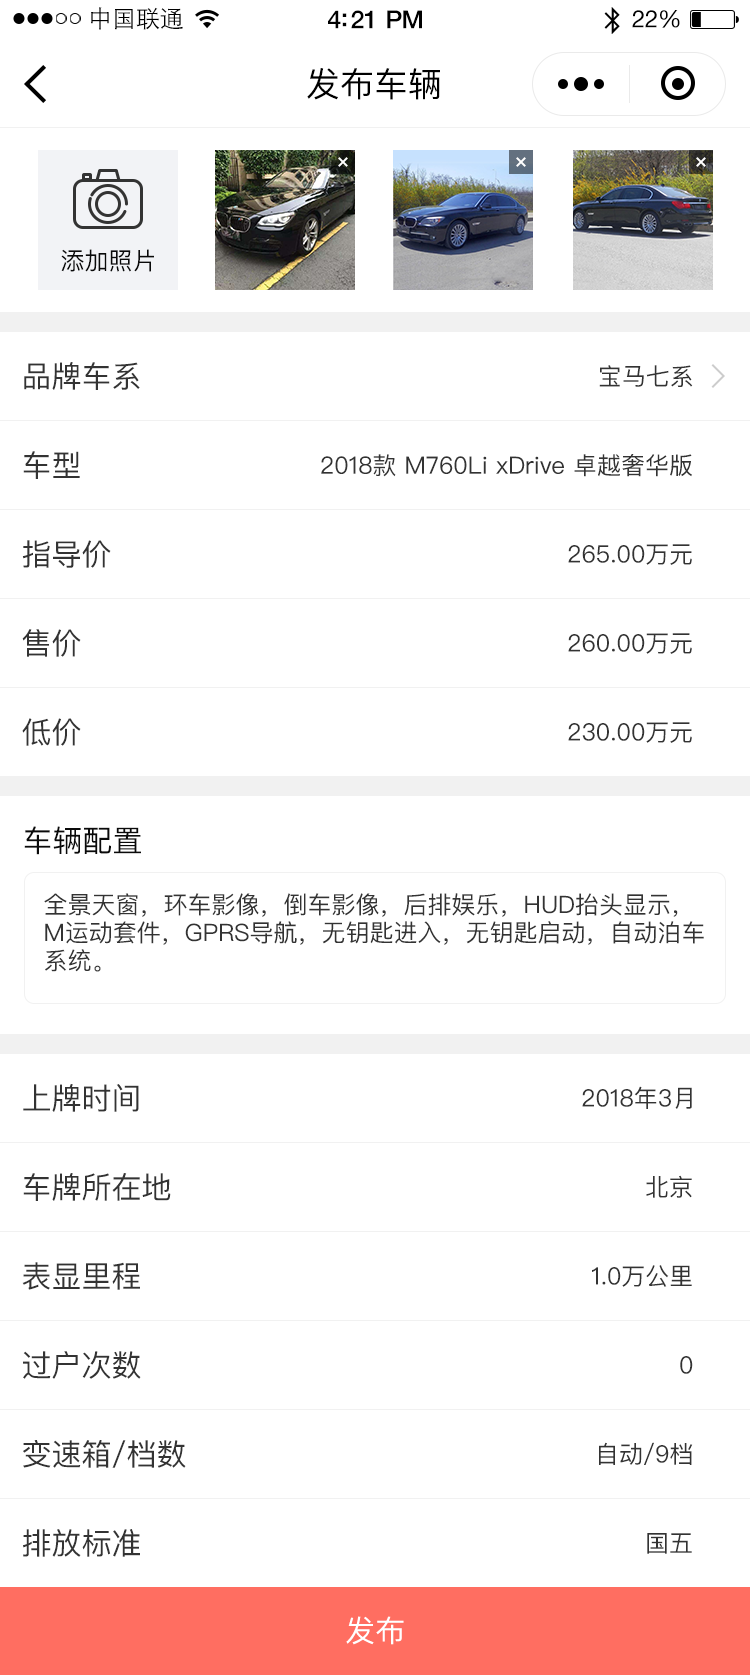 中国联通
4:21 PM
22%
发布车辆
添加照片
品牌车系
宝马七系
车型
2018款 M760Li xDrive 卓越奢华版
指导价
265.00万元
售价
260.00万元
低价
230.00万元
车辆配置
全景天窗，环车影像，倒车影像，后排娱乐，HUD抬头显示，
M运动套件，GPRS导航，无钥匙进入，无钥匙启动，自动泊车
系统。
上牌时间
2018年3月
车牌所在地
北京
表显里程
1.0万公里
过户次数
0
变速箱/档数
自动/9档
排放标准
国五
发布